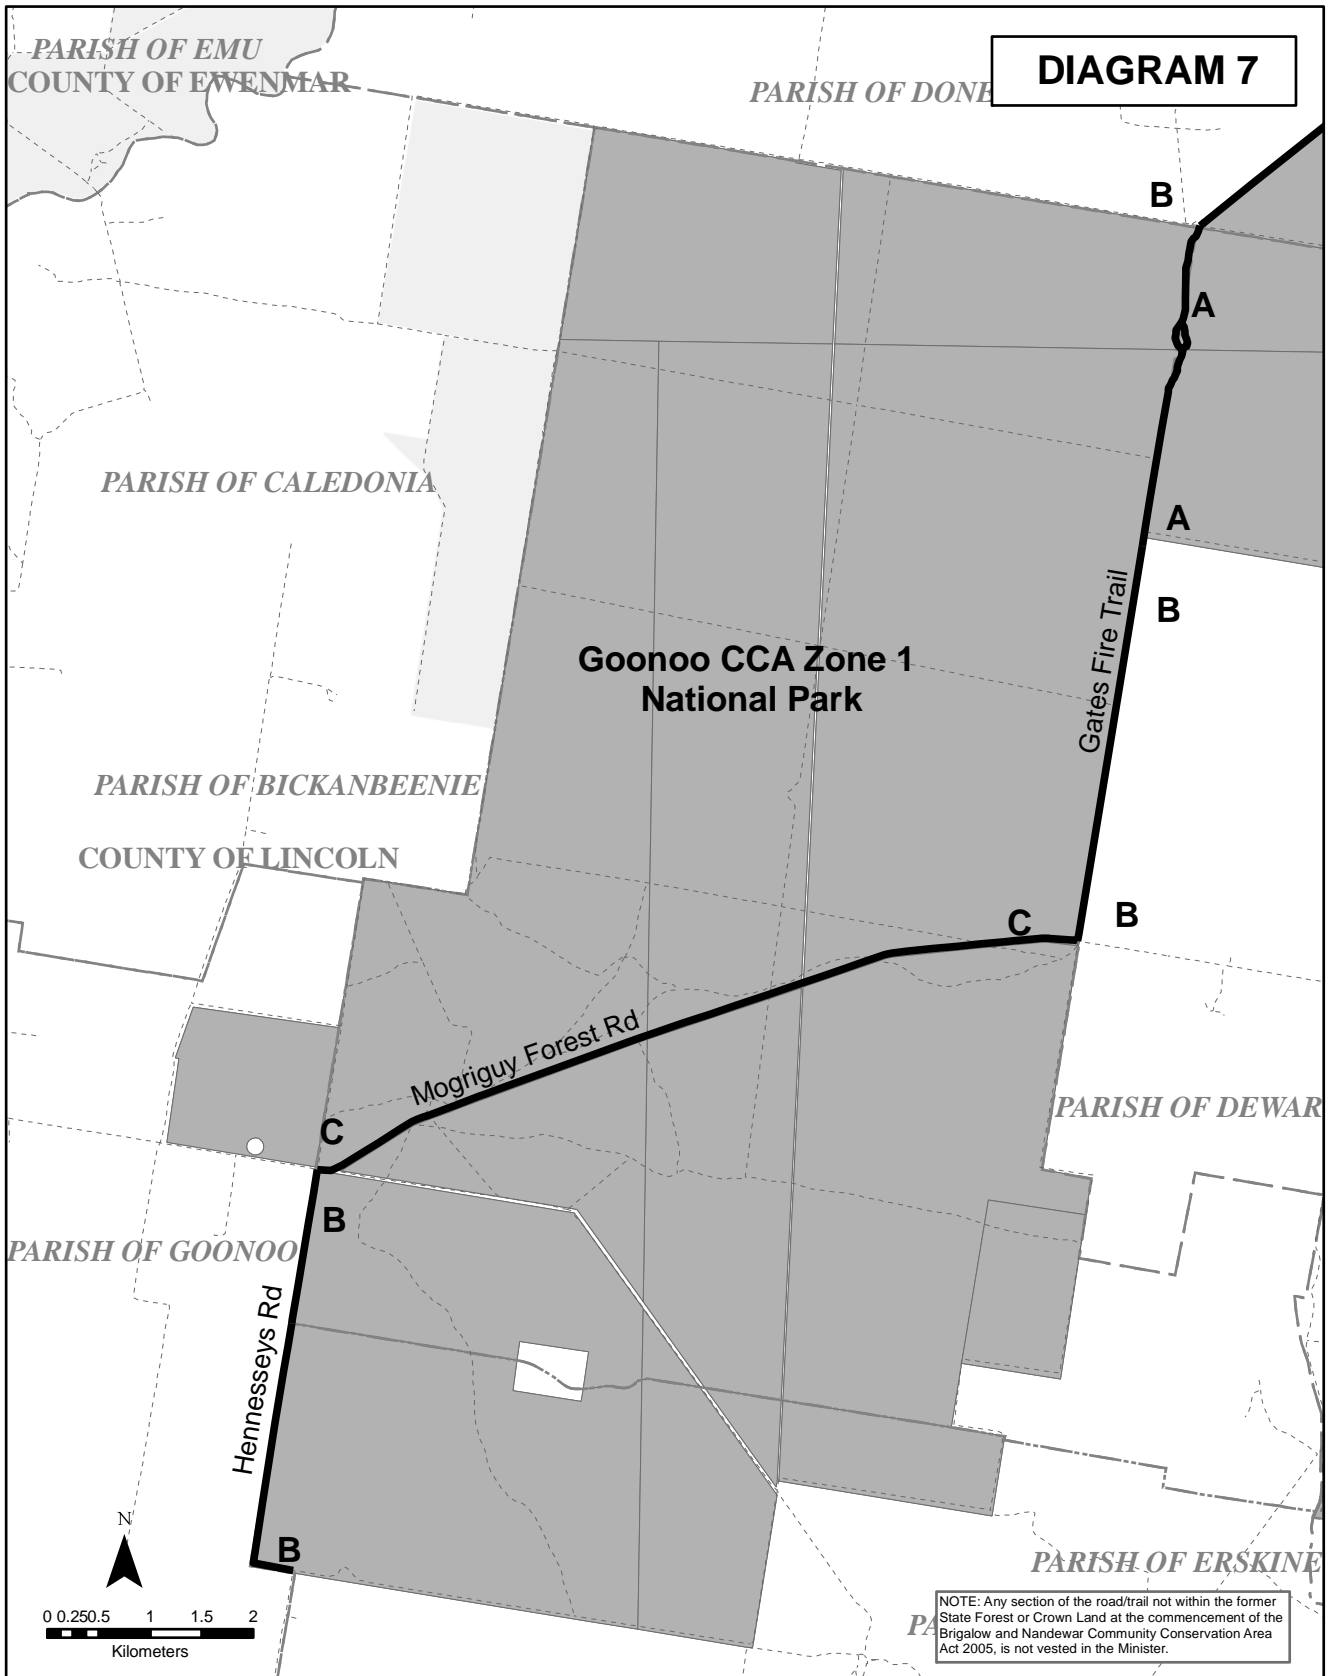 PARISH OF EMU
COUNTY OF EWENMAR
PARISH OF DONE
DIAGRAM 7
B
A
PARISH OF CALEDONIA
A
Gates Fire Trail
B
Goonoo CCA Zone 1
National Park
PARISH OF BICKANBEENIE
COUNTY OF LINCOLN
C
B
Mogriguy Forest Rd
PARISH OF DEWAR
C
B
PARISH OF GOONOO
Hennesseys Rd
B
N
PARISH OF ERSKINE
0 0.25 0.5 1 1.5 2
Kilometers
PA
NOTE: Any section of the road/trail not within the former
State Forest or Crown Land at the commencement of the
Brigalow and Nandewar Community Conservation Area
Act 2005, is not vested in the Minister.